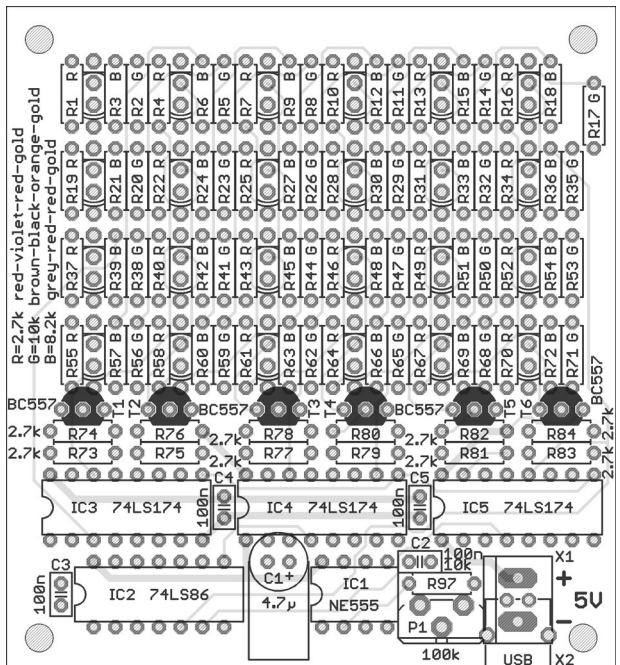 R=2.7k red-violet-red-gold
G=10k brown-black-orange-gold
B=8.2k grey-red-red-gold
R1 R
R3 B
R2 G
R4 R
R6 B
R5 G
R7 R
R9 B
R8 G
R10 R
R12 B
R11 G
R13 R
R15 B
R14 G
R16 R
R18 B
R17 G
R19 R
R21 B
R20 G
R22 R
R24 B
R23 G
R25 R
R27 B
R26 G
R28 R
R30 B
R29 G
R31 R
R33 B
R32 G
R34 R
R36 B
R35 G
R37 R
R39 B
R38 G
R40 R
R42 B
R41 G
R43 R
R45 B
R44 G
R46 R
R48 B
R47 G
R49 R
R51 B
R50 G
R52 R
R54 B
R53 G
R55 R
R57 B
R56 G
R58 R
R60 B
R59 G
R61 R
R63 B
R62 G
R64 R
R66 B
R65 G
R67 R
R69 B
R68 G
R70 R
R72 B
R71 G
BC557
T1
T2
BC557
T3
T4
BC557
T5
T6
BC557
2.7k
R74
R76
2.7k
R78
R80
2.7k
R82
R84
2.7k
2.7k
R73
R75
R77
R79
R81
R83
2.7k
IC3 74LS174
C4
100n
IC4 74LS174
C5
100n
IC5 74LS174
C3
100n
IC2 74LS86
C1+
4.7µ
IC1
NE555
C2
100n
10k
R97
P1
100k
X1
+
5V
-
USB
X2